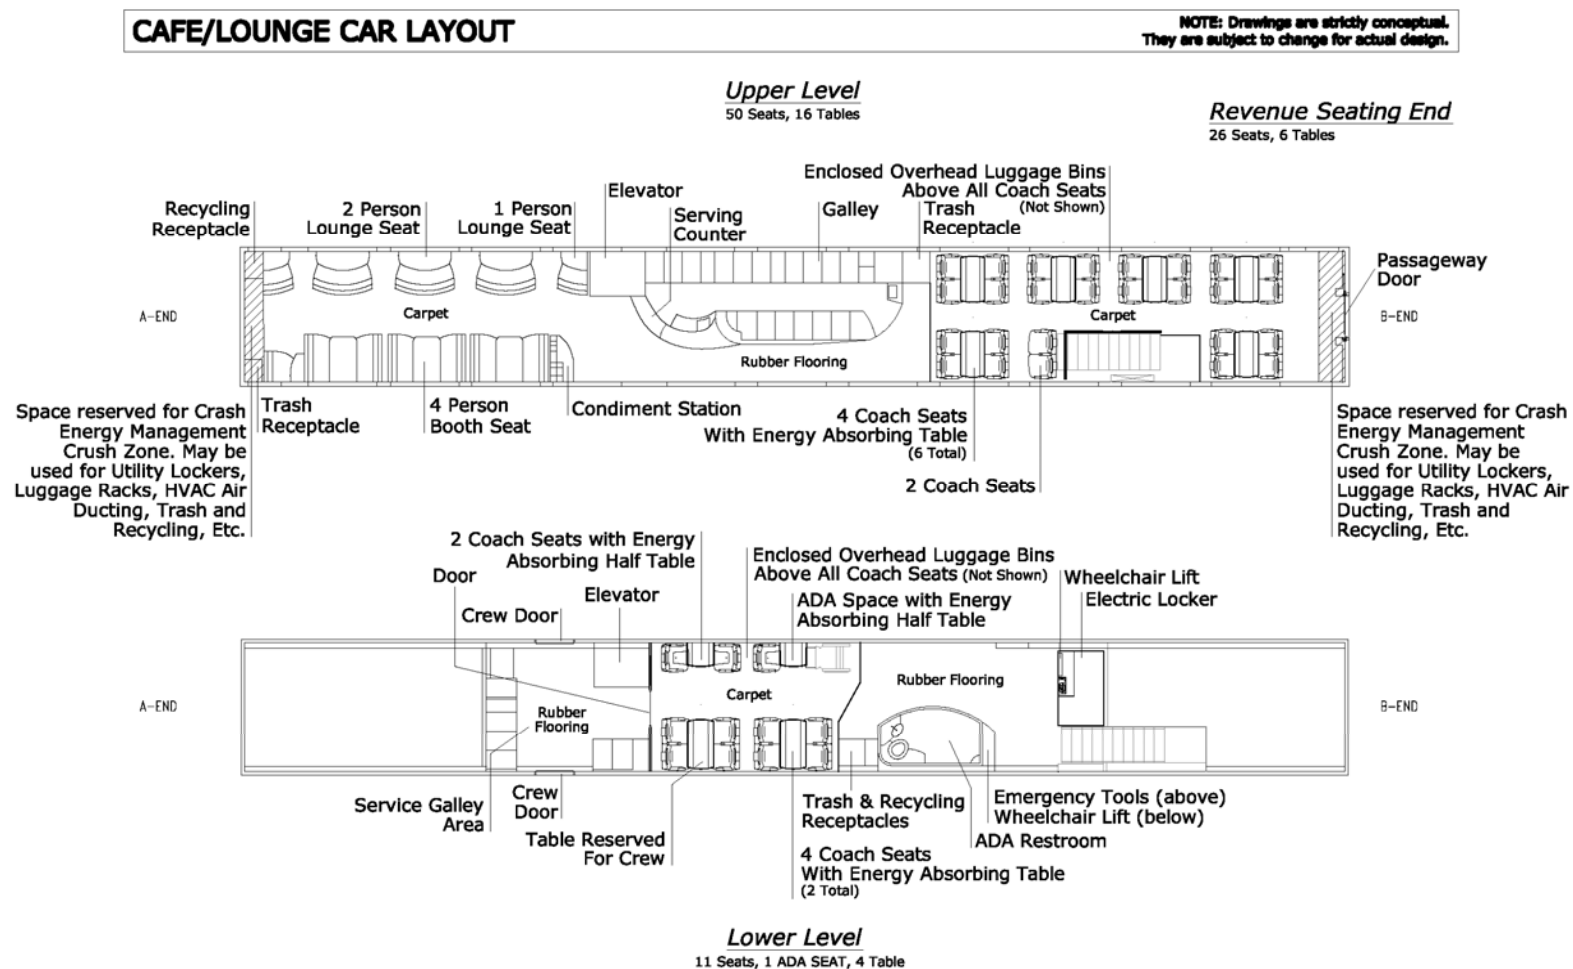 CAFE/LOUNGE CAR LAYOUT
NOTE: Drawings are strictly conceptual.
They are subject to change for actual design.
Upper Level
50 Seats, 16 Tables
Revenue Seating End
26 Seats, 6 Tables
Recycling
Receptacle
2 Person
Lounge Seat
1 Person
Lounge Seat
Elevator
Serving
Counter
Galley
Enclosed Overhead Luggage Bins
Above All Coach Seats
(Not Shown)
Trash
Receptacle
Passageway
Door
A-END
Carpet
Rubber Flooring
Carpet
B-END
Space reserved for Crash
Energy Management
Crush Zone. May be
used for Utility Lockers,
Luggage Racks, HVAC Air
Ducting, Trash and
Recycling, Etc.
Trash
Receptacle
4 Person
Booth Seat
Condiment Station
4 Coach Seats
With Energy Absorbing Table
(6 Total)
2 Coach Seats
Space reserved for Crash
Energy Management
Crush Zone. May be
used for Utility Lockers,
Luggage Racks, HVAC Air
Ducting, Trash and
Recycling, Etc.
2 Coach Seats with Energy
Absorbing Half Table
Door
Crew Door
Elevator
Enclosed Overhead Luggage Bins
Above All Coach Seats (Not Shown)
ADA Space with Energy
Absorbing Half Table
Wheelchair Lift
Electric Locker
A-END
Rubber
Flooring
Carpet
Rubber Flooring
B-END
Service Galley
Area
Crew
Door
Table Reserved
For Crew
Trash & Recycling
Receptacles
4 Coach Seats
With Energy Absorbing Table
(2 Total)
Emergency Tools (above)
Wheelchair Lift (below)
ADA Restroom
Lower Level
11 Seats, 1 ADA SEAT, 4 Table